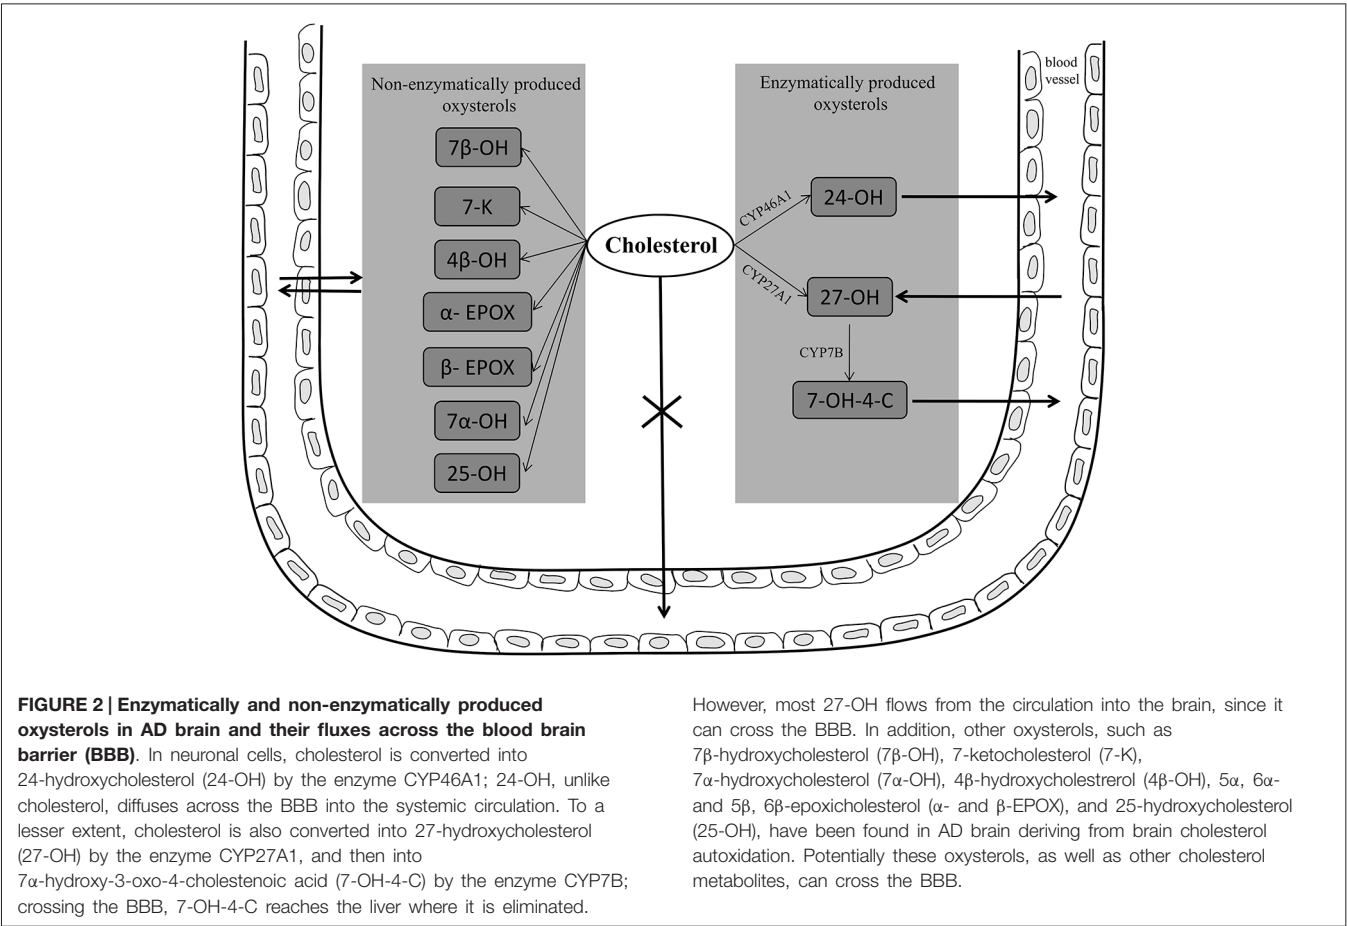 Non-enzymatically produced
oxysterols
7β-OH
7-K
4β-OH
α- EPOX
β- EPOX
7α-OH
25-OH
Cholesterol
Enzymatically produced
oxysterols
CYP46A1
24-OH
CYP27A1
27-OH
CYP7B
7-OH-4-C
blood
vessel
FIGURE 2 | Enzymatically and non-enzymatically produced
oxysterols in AD brain and their fluxes across the blood brain
barrier (BBB). In neuronal cells, cholesterol is converted into
24-hydroxycholesterol (24-OH) by the enzyme CYP46A1; 24-OH, unlike
cholesterol, diffuses across the BBB into the systemic circulation. To a
lesser extent, cholesterol is also converted into 27-hydroxycholesterol
(27-OH) by the enzyme CYP27A1, and then into
7α-hydroxy-3-oxo-4-cholestenoic acid (7-OH-4-C) by the enzyme CYP7B;
crossing the BBB, 7-OH-4-C reaches the liver where it is eliminated.
However, most 27-OH flows from the circulation into the brain, since it
can cross the BBB. In addition, other oxysterols, such as
7β-hydroxycholesterol (7β-OH), 7-ketocholesterol (7-K),
7α-hydroxycholesterol (7α-OH), 4β-hydroxycholestrerol (4β-OH), 5α, 6α-
and 5β, 6β-epoxicholesterol (α- and β-EPOX), and 25-hydroxycholesterol
(25-OH), have been found in AD brain deriving from brain cholesterol
autoxidation. Potentially these oxysterols, as well as other cholesterol
metabolites, can cross the BBB.